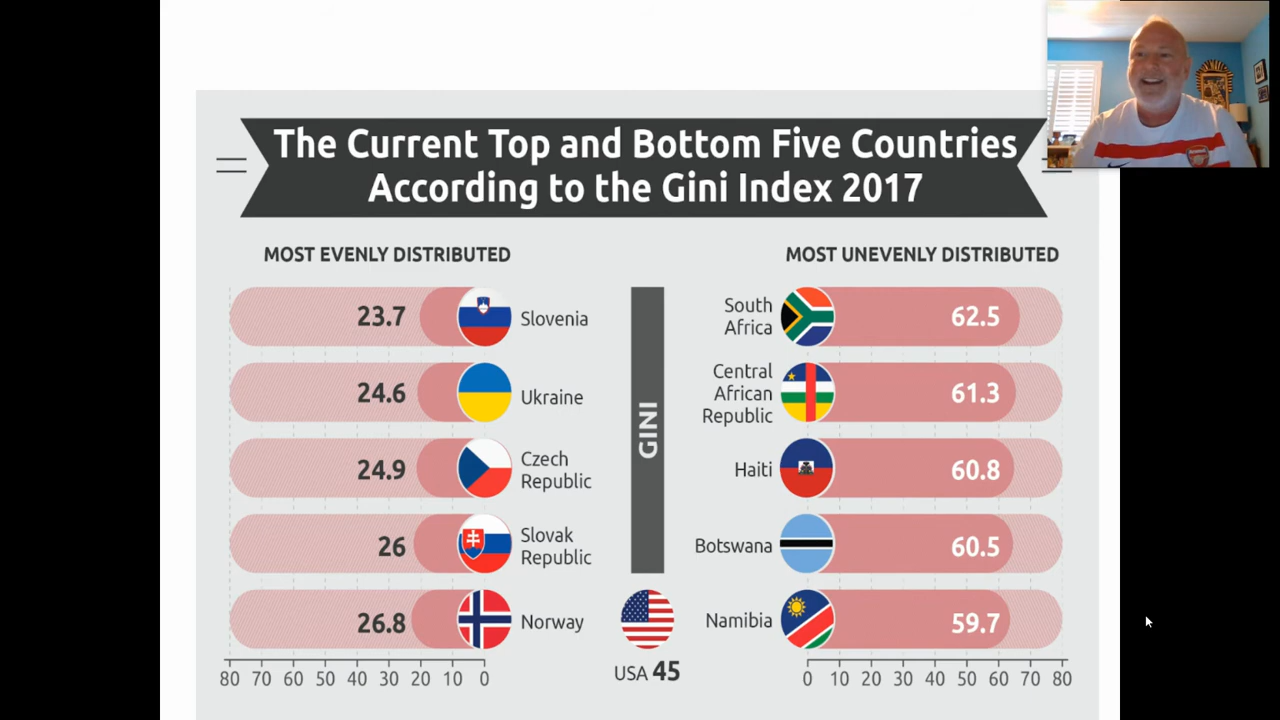 The Current Top and Bottom Five Countries
According to the Gini Index 2017
MOST EVENLY DISTRIBUTED
23.7
Slovenia
24.6
Ukraine
24.9
Czech
Republic
26
Slovak
Republic
26.8
Norway
80 70 60 50 40 30 20 10 0
GINI
USA 45
MOST UNEVENLY DISTRIBUTED
South
Africa
62.5
Central
African
Republic
61.3
Haiti
60.8
Botswana
60.5
Namibia
59.7
0 10 20 30 40 50 60 70 80